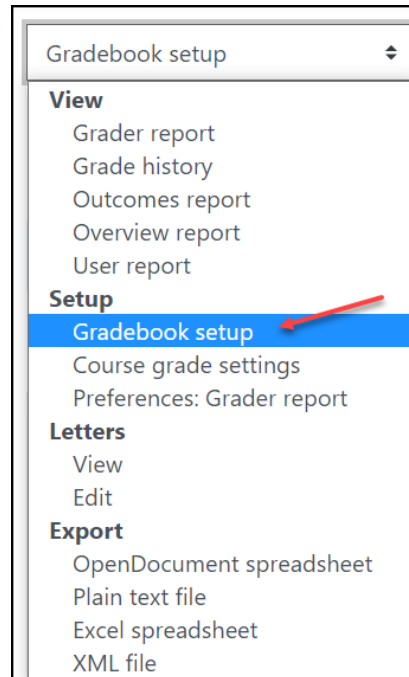 Gradebook setup
View
Grader report
Grade history
Outcomes report
Overview report
User report
Setup
Gradebook setup
Course grade settings
Preferences: Grader report
Letters
View
Edit
Export
OpenDocument spreadsheet
Plain text file
Excel spreadsheet
XML file